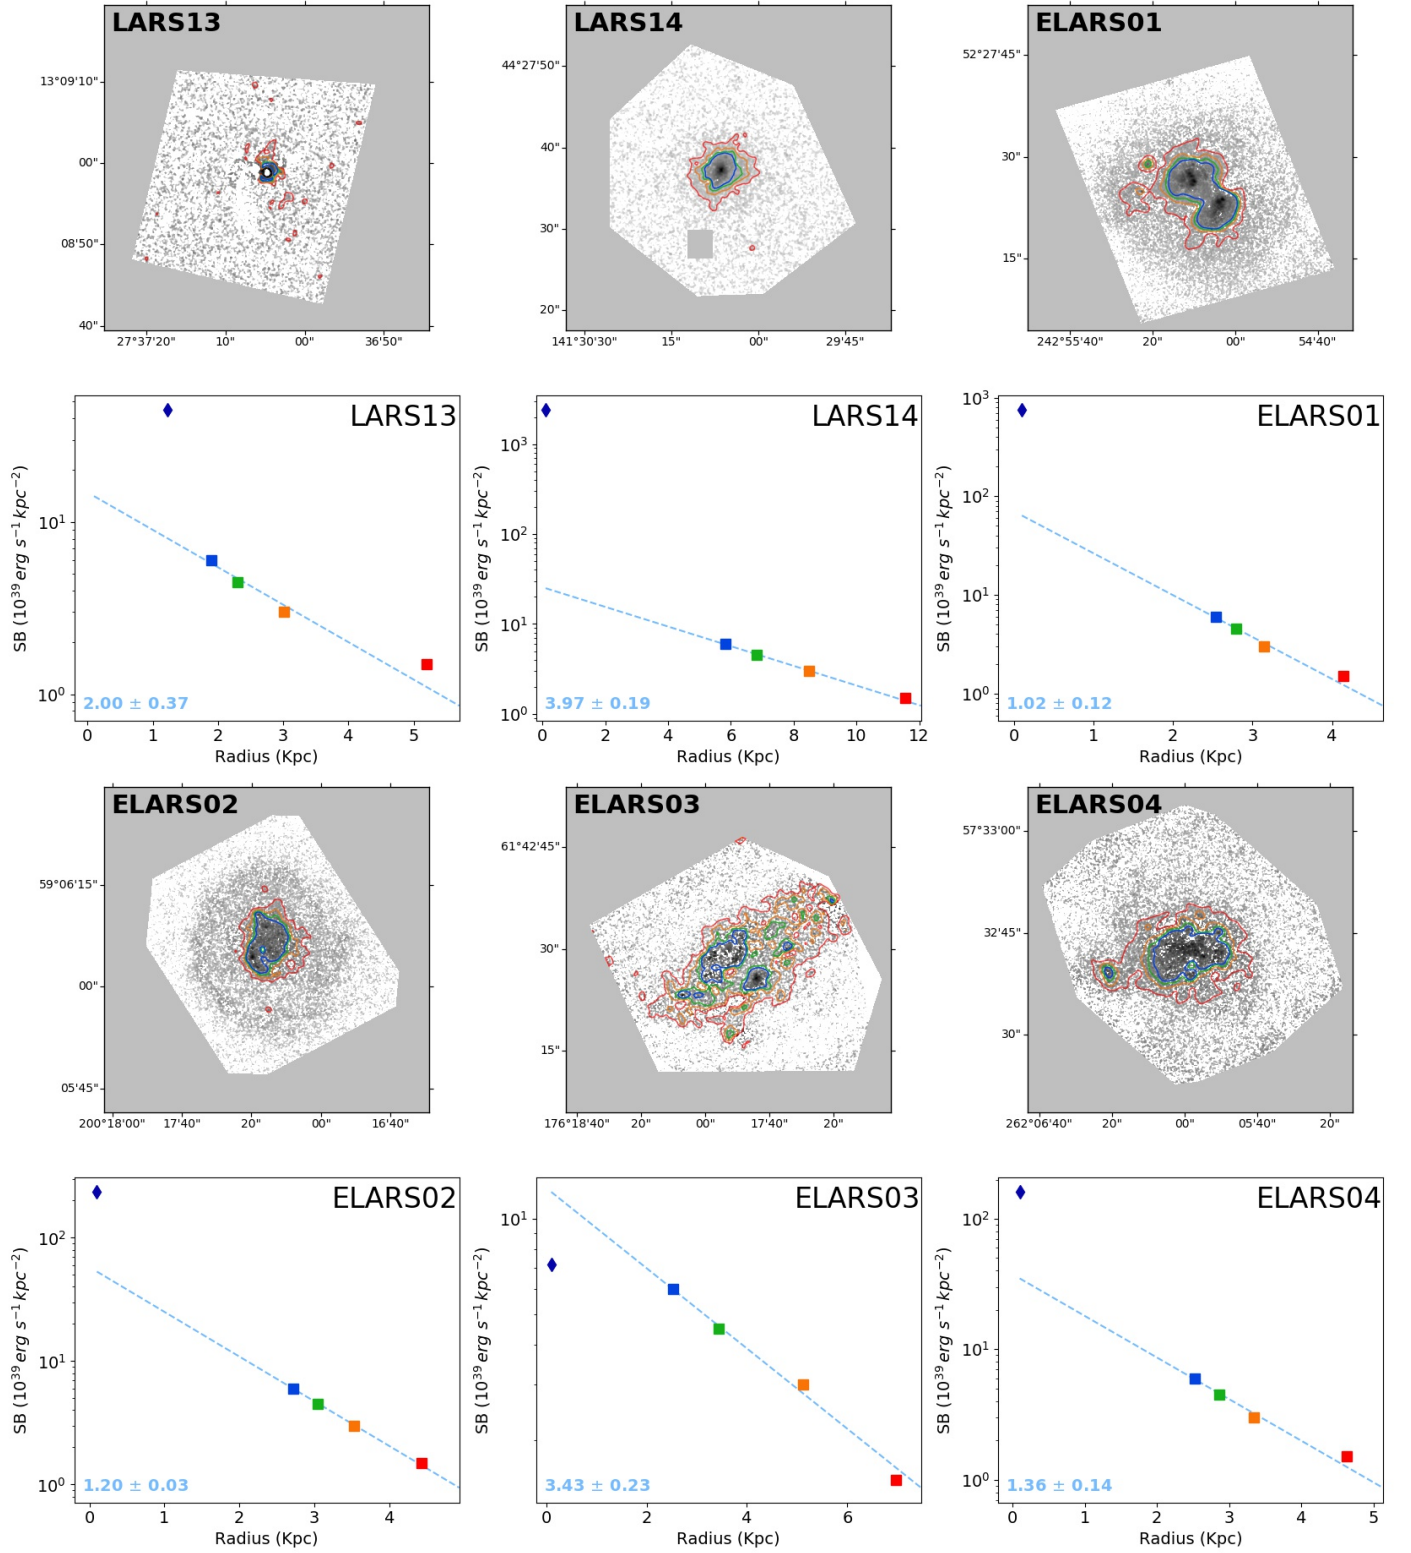 LARS13
13°09'10"
00"
08'50"
40"
27°37'20" 10" 00" 36'50"
LARS14
44°27'50"
40"
30"
20"
141°30'30" 15" 00" 29'45"
ELARS01
52°27'45"
30"
15"
242°55'40" 20" 00" 54'40"
LARS13
SB (10³⁹ erg s⁻¹ kpc⁻²)
10¹
10⁰
2.00 ± 0.37
0 1 2 3 4 5
Radius (Kpc)
LARS14
SB (10³⁹ erg s⁻¹ kpc⁻²)
10³
10²
10¹
10⁰
3.97 ± 0.19
0 2 4 6 8 10 12
Radius (Kpc)
ELARS01
SB (10³⁹ erg s⁻¹ kpc⁻²)
10³
10²
10¹
10⁰
1.02 ± 0.12
0 1 2 3 4
Radius (Kpc)
ELARS02
59°06'15"
00"
05'45"
200°18'00" 17'40" 20" 00" 16'40"
ELARS03
61°42'45"
30"
15"
176°18'40" 20" 00" 17'40" 20"
ELARS04
57°33'00"
32'45"
30"
262°06'40" 20" 00" 05'40" 20"
ELARS02
SB (10³⁹ erg s⁻¹ kpc⁻²)
10²
10¹
10⁰
1.20 ± 0.03
0 1 2 3 4
Radius (Kpc)
ELARS03
SB (10³⁹ erg s⁻¹ kpc⁻²)
10¹
3.43 ± 0.23
0 2 4 6
Radius (Kpc)
ELARS04
SB (10³⁹ erg s⁻¹ kpc⁻²)
10²
10¹
10⁰
1.36 ± 0.14
0 1 2 3 4 5
Radius (Kpc)